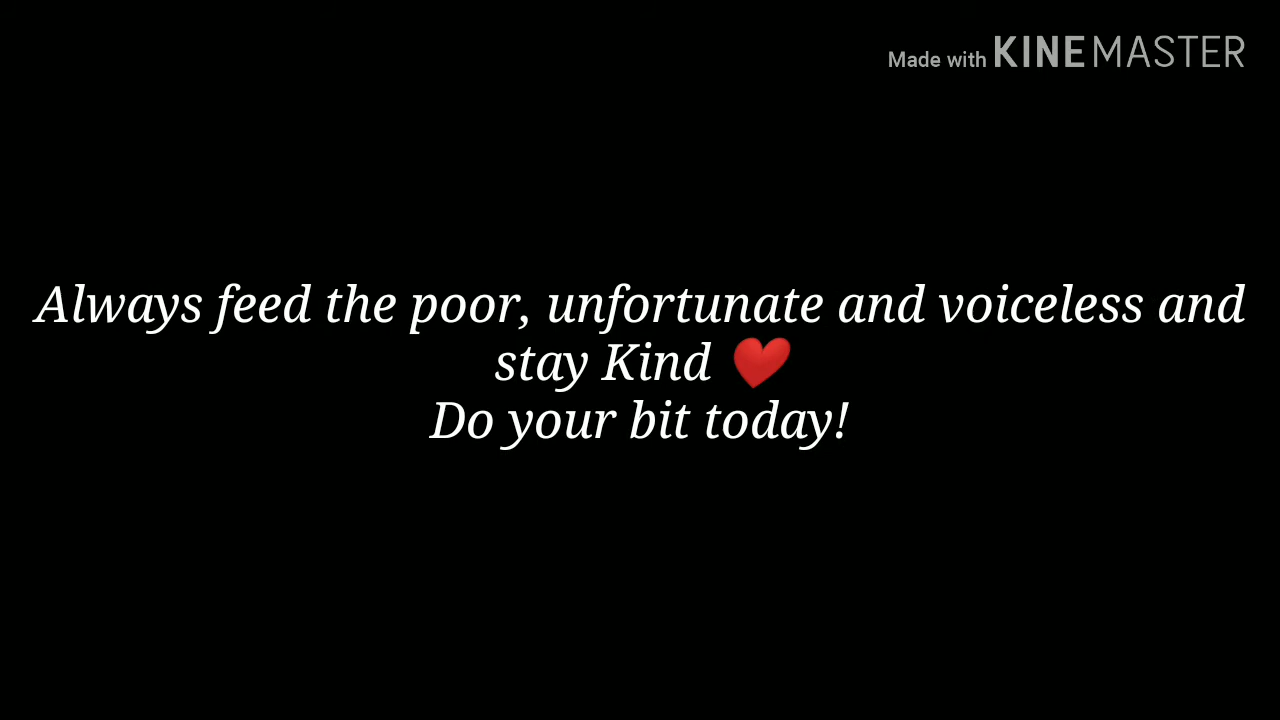 Made with KINEMASTER
Always feed the poor, unfortunate and voiceless and
stay Kind ❤️
Do your bit today!